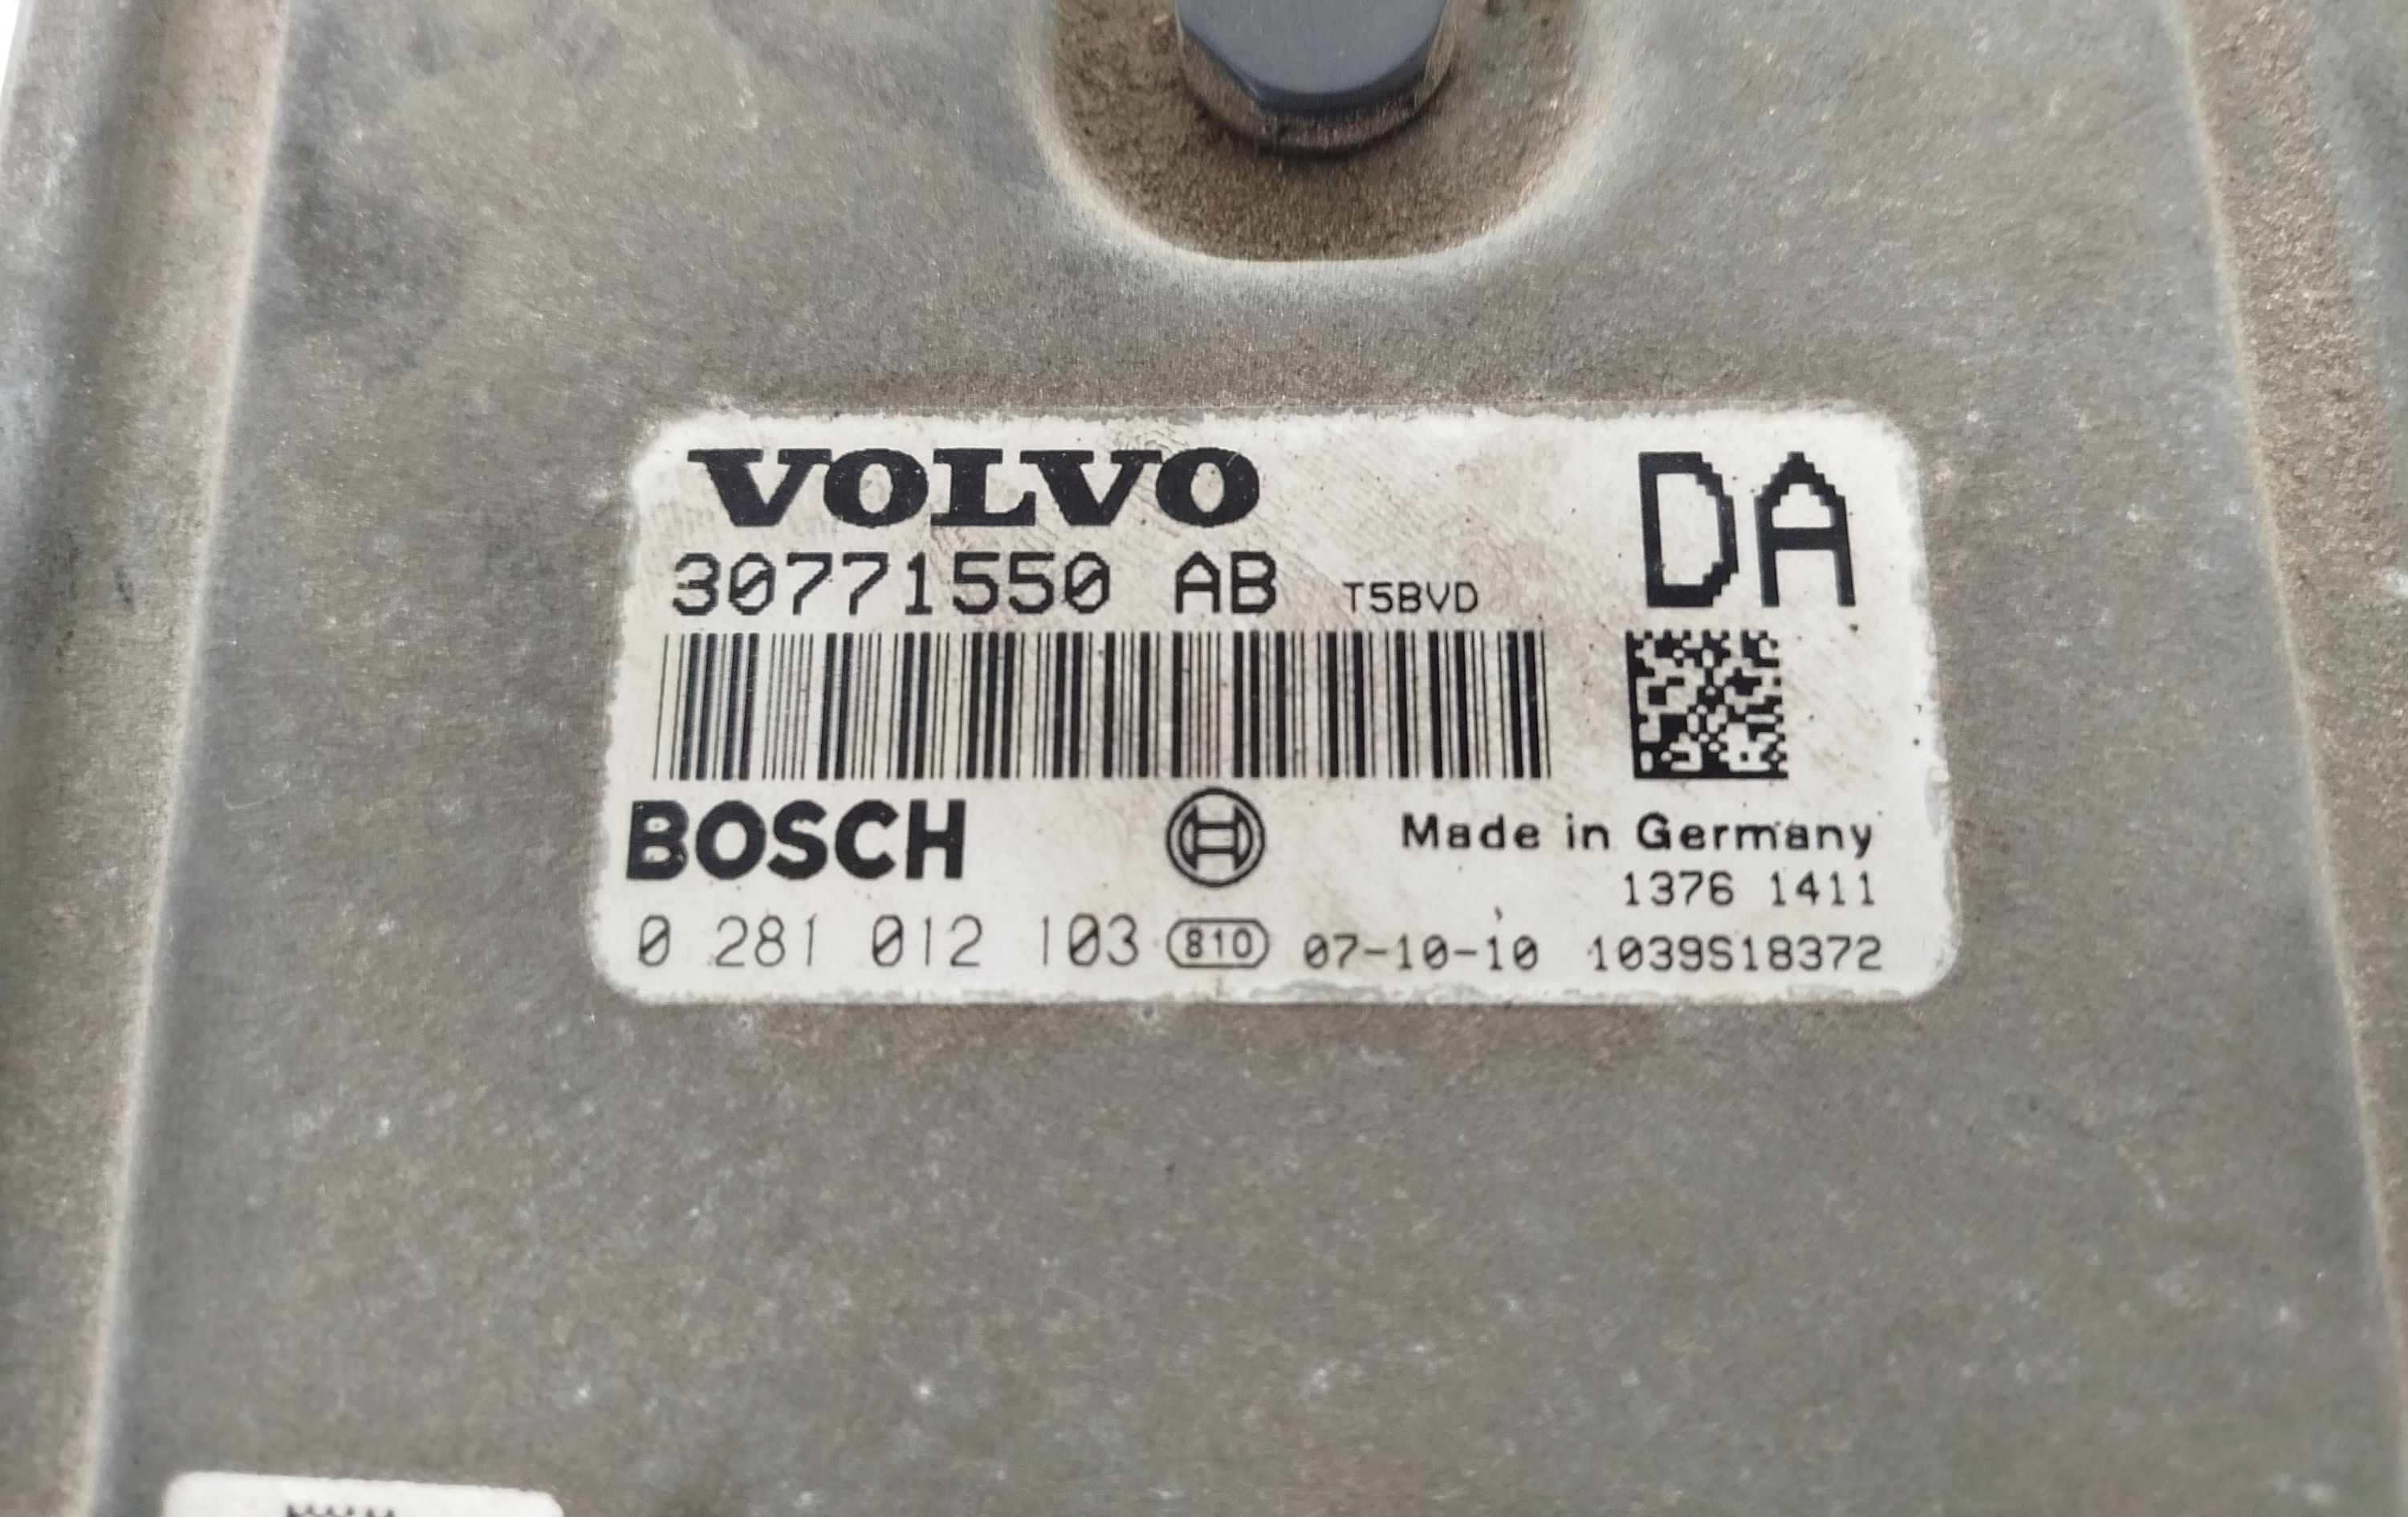 VOLVO DA
30771550 AB T5BVD
BOSCH Made in Germany
1376 1411
0 281 012 103 810 07-10-10 1039S18372